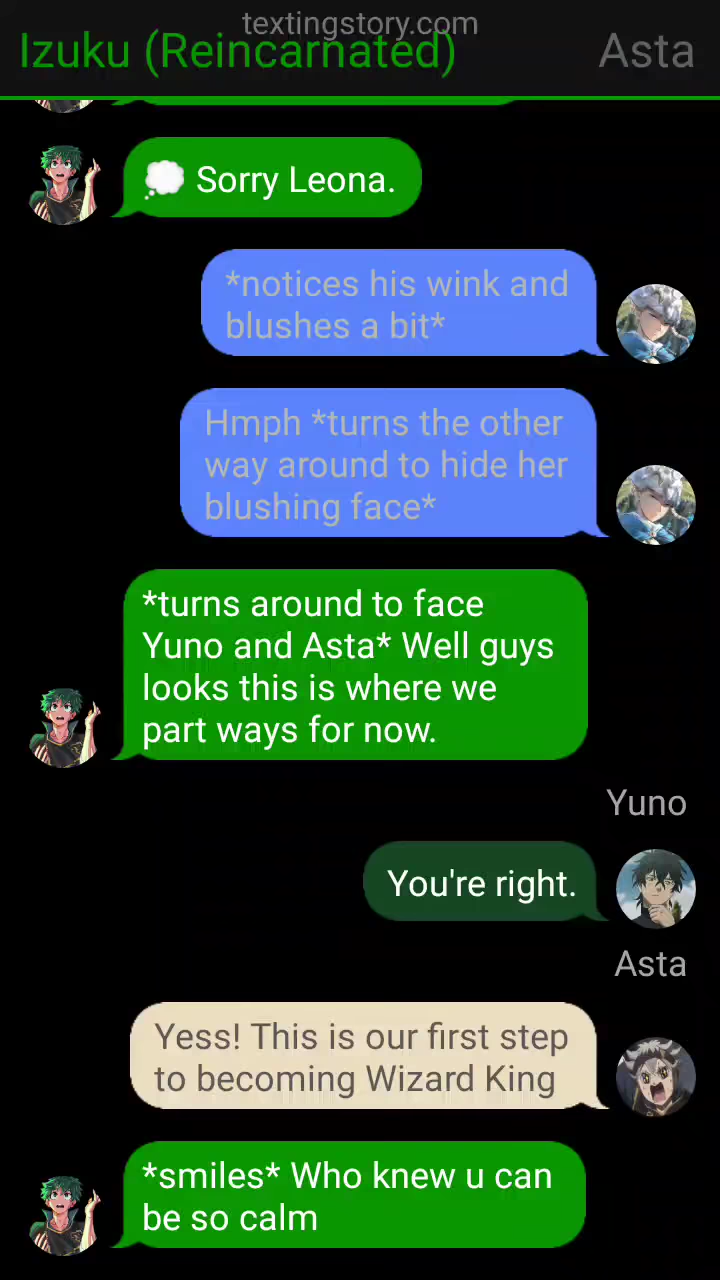 textingstory.com
Izuku (Reincarnated)
Asta
💭 Sorry Leona.
*notices his wink and
blushes a bit*
Hmph *turns the other
way around to hide her
blushing face*
*turns around to face
Yuno and Asta* Well guys
looks this is where we
part ways for now.
Yuno
You're right.
Asta
Yess! This is our first step
to becoming Wizard King
*smiles* Who knew u can
be so calm